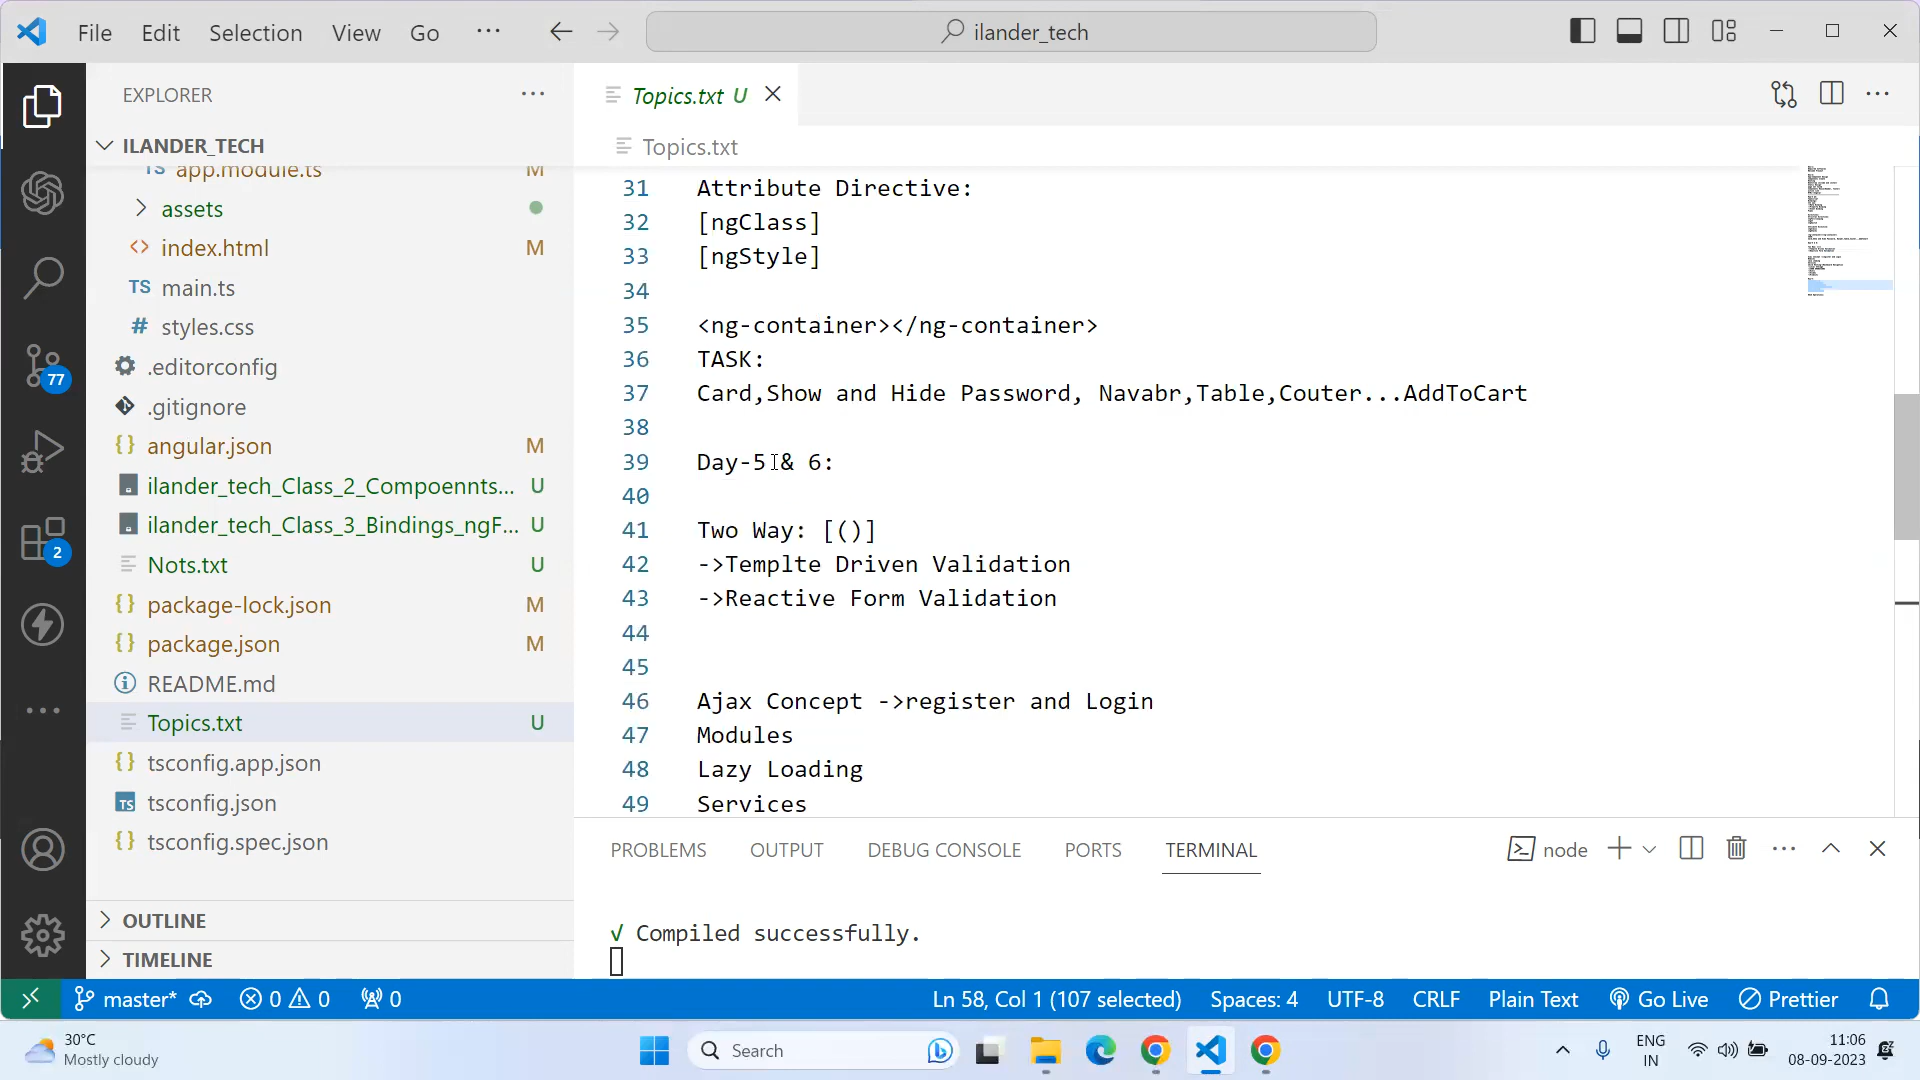 File Edit Selection View Go ··· ilander_tech
EXPLORER
ILANDER_TECH
TS app.module.ts M
assets
<> index.html M
TS main.ts
# styles.css
.editorconfig
.gitignore
{} angular.json M
ilander_tech_Class_2_Compoennts... U
ilander_tech_Class_3_Bindings_ngF... U
Nots.txt U
{} package-lock.json M
{} package.json M
README.md
Topics.txt U
{} tsconfig.app.json
TS tsconfig.json
{} tsconfig.spec.json
OUTLINE
TIMELINE
77
2
Topics.txt U
Topics.txt
31 Attribute Directive:
32 [ngClass]
33 [ngStyle]
34
35 <ng-container></ng-container>
36 TASK:
37 Card,Show and Hide Password, Navabr,Table,Couter...AddToCart
38
39 Day-5 & 6:
40
41 Two Way: [()]
42 ->Templte Driven Validation
43 ->Reactive Form Validation
44
45
46 Ajax Concept ->register and Login
47 Modules
48 Lazy Loading
49 Services
PROBLEMS OUTPUT DEBUG CONSOLE PORTS TERMINAL node
√ Compiled successfully.
master* 0 0 0 Ln 58, Col 1 (107 selected) Spaces: 4 UTF-8 CRLF Plain Text Go Live Prettier
30°C
Mostly cloudy
Search
ENG
IN
11:06
08-09-2023